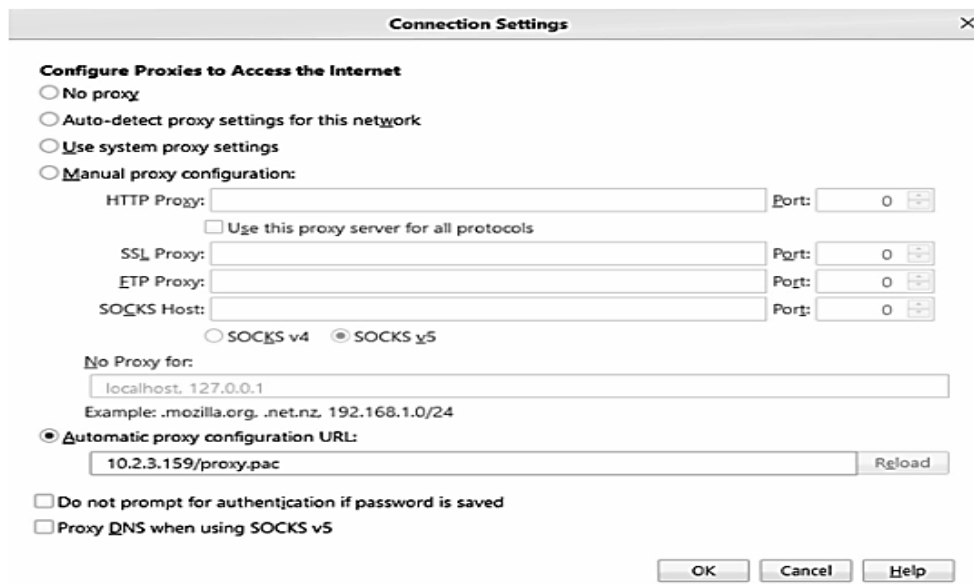 Connection Settings
Configure Proxies to Access the Internet
No proxy
Auto-detect proxy settings for this network
Use system proxy settings
Manual proxy configuration:
HTTP Proxy: Port: 0
Use this proxy server for all protocols
SSL Proxy: Port: 0
FTP Proxy: Port: 0
SOCKS Host: Port: 0
SOCKS v4 SOCKS v5
No Proxy for:
localhost, 127.0.0.1
Example: .mozilla.org, .net.nz, 192.168.1.0/24
Automatic proxy configuration URL:
10.2.3.159/proxy.pac Reload
Do not prompt for authentication if password is saved
Proxy DNS when using SOCKS v5
OK Cancel Help